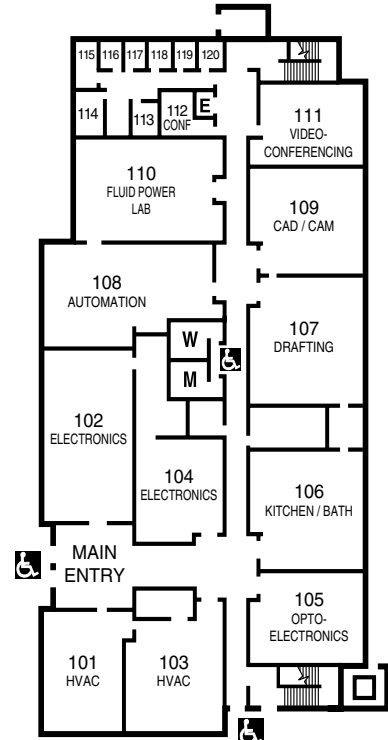 115 116 117 118 119 120
114
113
112
CONF
E
111
VIDEO-
CONFERENCING
110
FLUID POWER
LAB
109
CAD / CAM
108
AUTOMATION
107
DRAFTING
W
M
102
ELECTRONICS
104
ELECTRONICS
106
KITCHEN / BATH
MAIN
ENTRY
105
OPTO-
ELECTRONICS
101
HVAC
103
HVAC